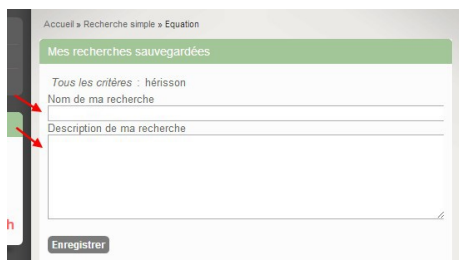 Accueil » Recherche simple » Equation
Mes recherches sauvegardées
Tous les critères : hérisson
Nom de ma recherche
Description de ma recherche
h
Enregistrer